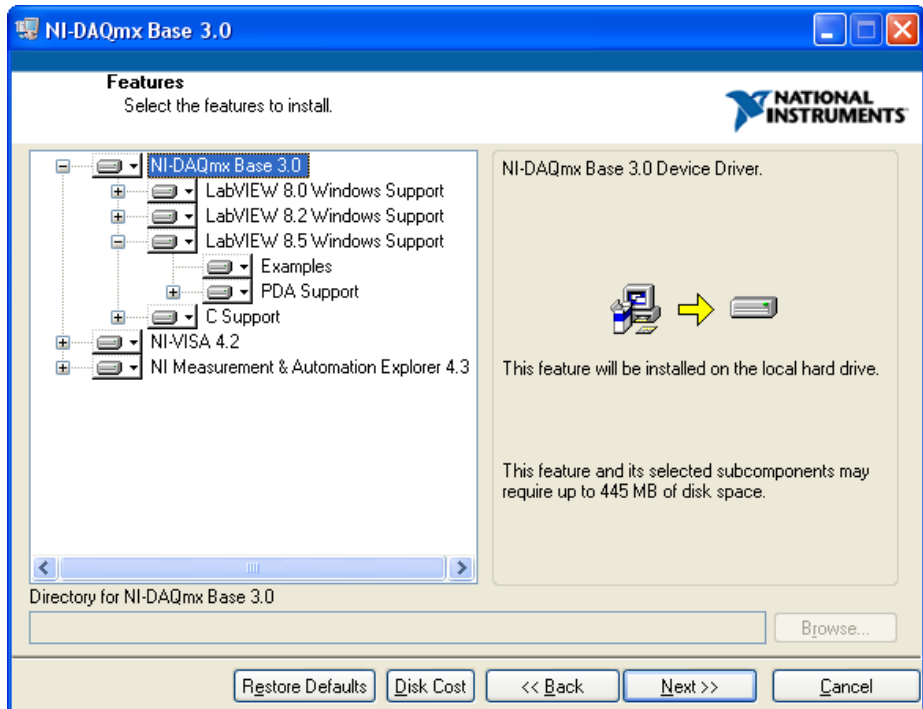 NI-DAQmx Base 3.0
Features
Select the features to install.
NATIONAL
INSTRUMENTS
NI-DAQmx Base 3.0
LabVIEW 8.0 Windows Support
LabVIEW 8.2 Windows Support
LabVIEW 8.5 Windows Support
Examples
PDA Support
C Support
NI-VISA 4.2
NI Measurement & Automation Explorer 4.3
NI-DAQmx Base 3.0 Device Driver.
This feature will be installed on the local hard drive.
This feature and its selected subcomponents may
require up to 445 MB of disk space.
Directory for NI-DAQmx Base 3.0
Browse...
Restore Defaults
Disk Cost
<< Back
Next >>
Cancel